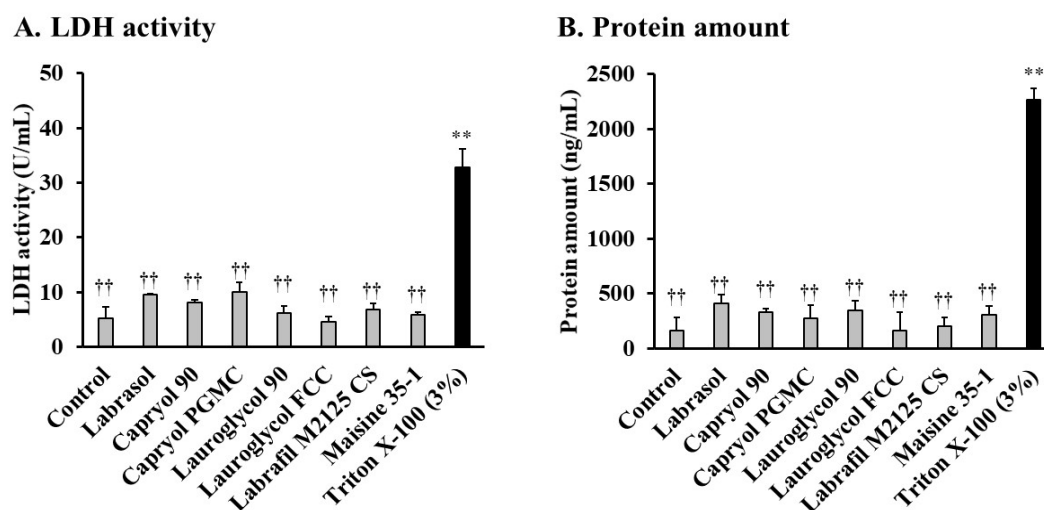 A. LDH activity
LDH activity (U/mL)
50
40
30
20
10
0
††
††
††
††
††
††
††
††
**
Control
Labrasol
Capryol 90
Capryol PGMC
Lauroglycol 90
Lauroglycol FCC
Labrafil M2125 CS
Maisine 35-1
Triton X-100 (3%)
B. Protein amount
Protein amount (ng/mL)
2500
2000
1500
1000
500
0
††
††
††
††
††
††
††
††
**
Control
Labrasol
Capryol 90
Capryol PGMC
Lauroglycol 90
Lauroglycol FCC
Labrafil M2125 CS
Maisine 35-1
Triton X-100 (3%)